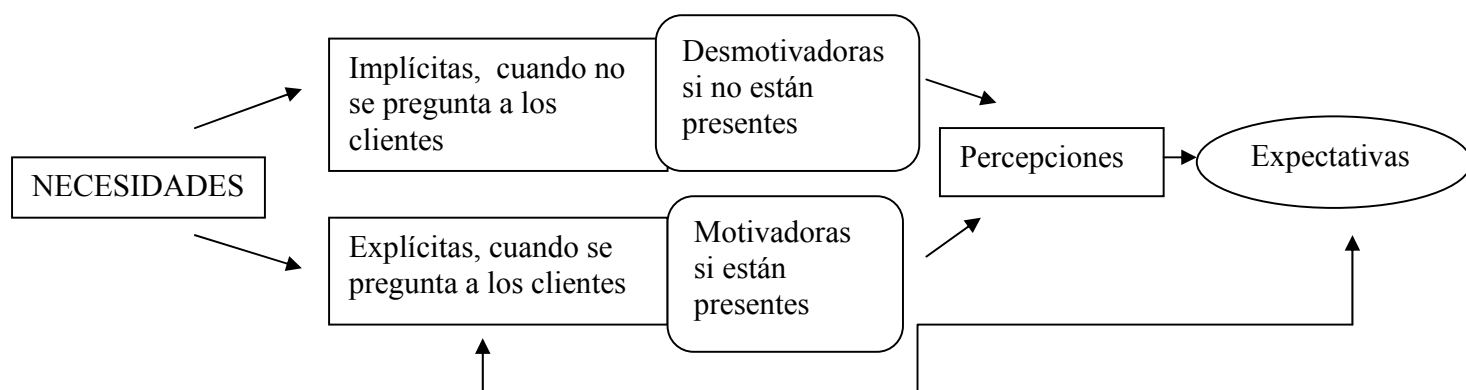 NECESIDADES
Implícitas, cuando no
se pregunta a los
clientes
Desmotivadoras
si no están
presentes
Explícitas, cuando se
pregunta a los clientes
Motivadoras
si están
presentes
Percepciones
Expectativas